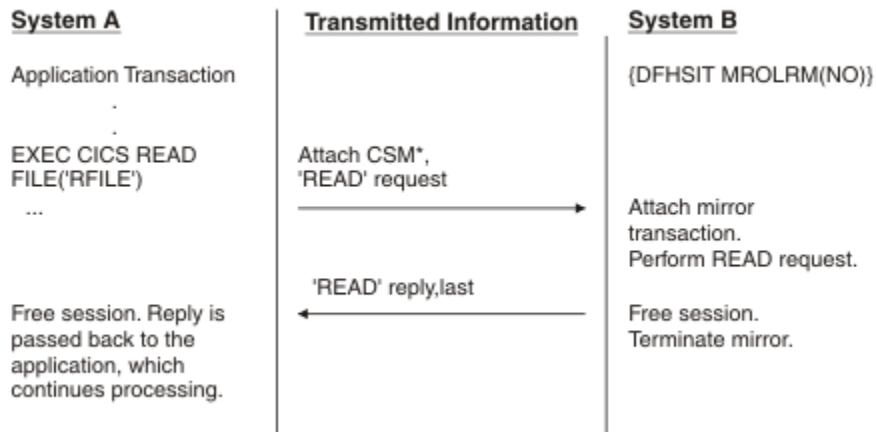 System A
Transmitted Information
System B
Application Transaction
{DFHSIT MROLRM(NO)}
.
.
EXEC CICS READ
FILE('RFILE')
...
Attach CSM*,
'READ' request
Attach mirror
transaction.
Perform READ request.
'READ' reply,last
Free session. Reply is
passed back to the
application, which
continues processing.
Free session.
Terminate mirror.